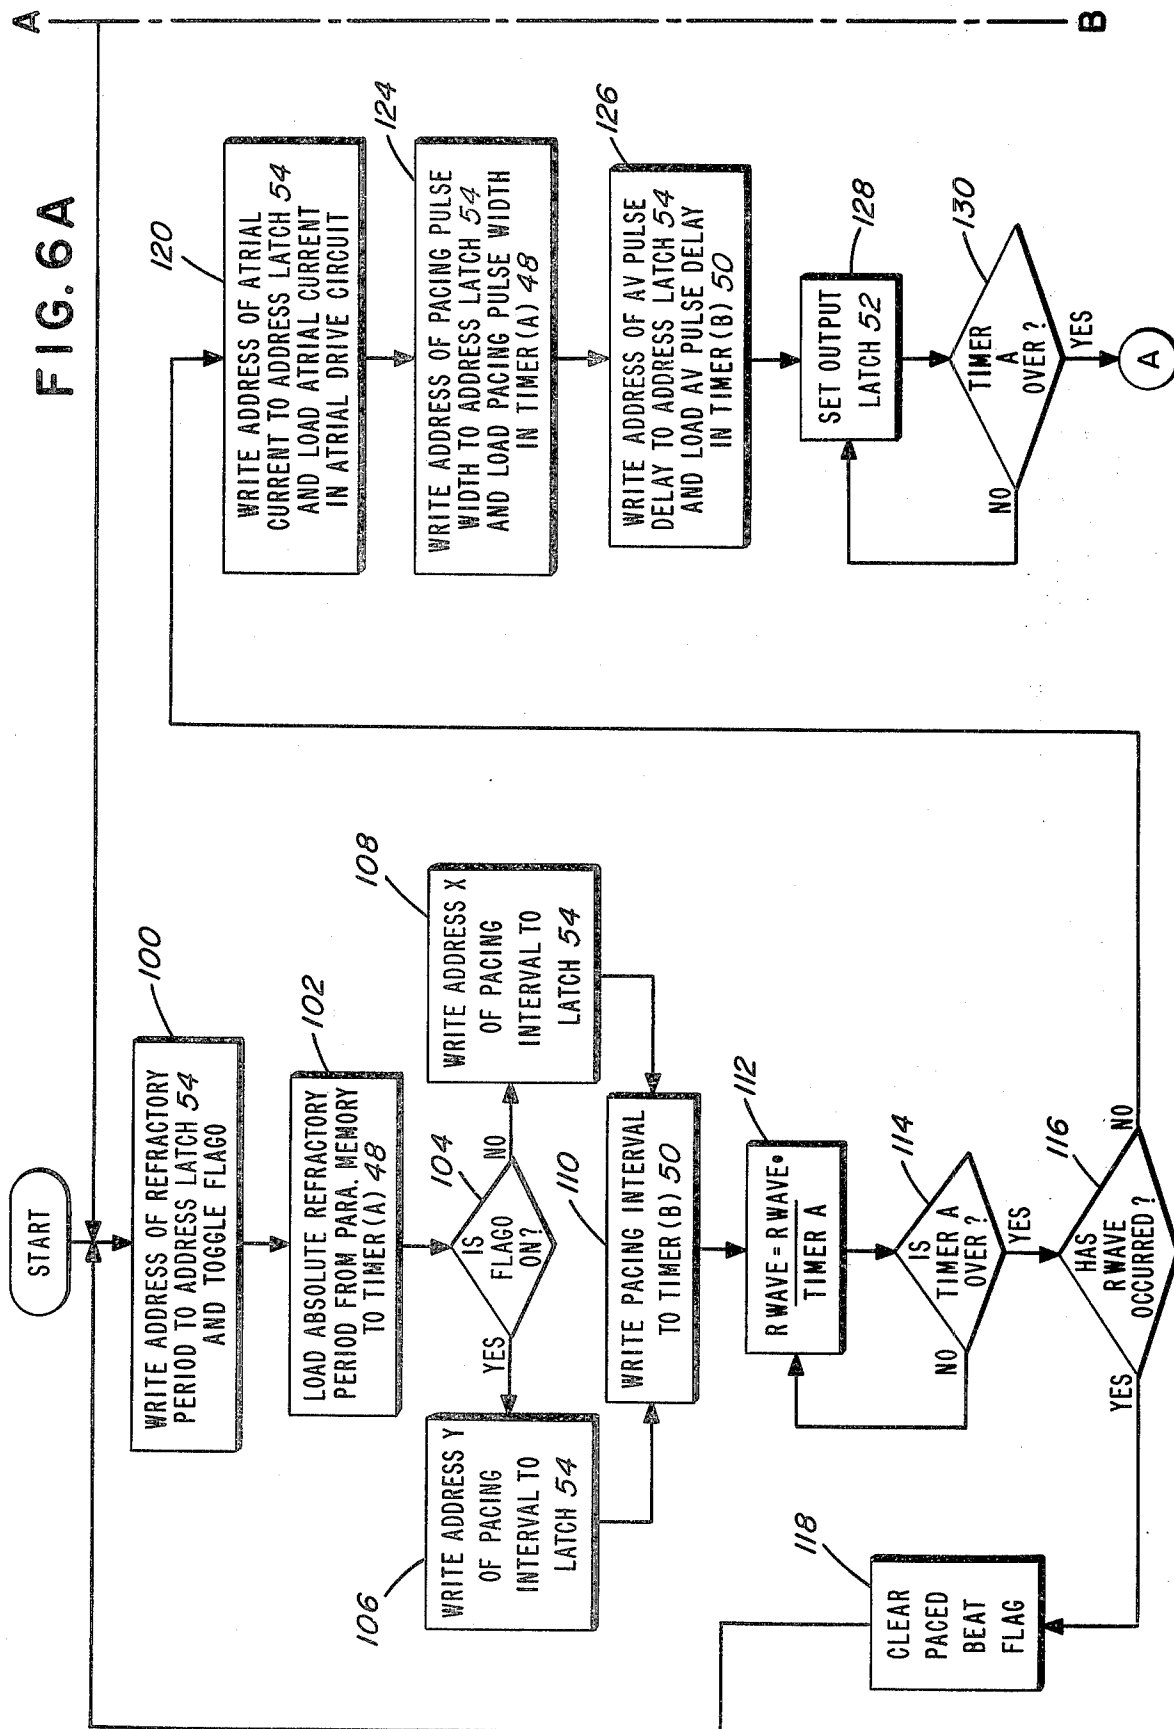 FIG. 6A
START
100
WRITE ADDRESS OF REFRACTORY
PERIOD TO ADDRESS LATCH 54
AND TOGGLE FLAGO
102
LOAD ABSOLUTE REFRACTORY
PERIOD FROM PARA. MEMORY
TO TIMER (A) 48
104
IS
FLAGO
ON?
YES
NO
106
WRITE ADDRESS Y
OF PACING
INTERVAL TO
LATCH 54
108
WRITE ADDRESS X
OF PACING
INTERVAL TO
LATCH 54
110
WRITE PACING INTERVAL
TO TIMER (B) 50
112
RWAVE = RWAVE•
TIMER A
114
IS
TIMER A
OVER?
NO
YES
116
HAS
RWAVE
OCCURRED?
YES
NO
118
CLEAR
PACED
BEAT
FLAG
120
WRITE ADDRESS OF ATRIAL
CURRENT TO ADDRESS LATCH 54
AND LOAD ATRIAL CURRENT
IN ATRIAL DRIVE CIRCUIT
124
WRITE ADDRESS OF PACING PULSE
WIDTH TO ADDRESS LATCH 54
AND LOAD PACING PULSE WIDTH
IN TIMER (A) 48
126
WRITE ADDRESS OF AV PULSE
DELAY TO ADDRESS LATCH 54
AND LOAD AV PULSE DELAY
IN TIMER (B) 50
128
SET OUTPUT
LATCH 52
130
TIMER
A
OVER?
NO
YES
A
A
B